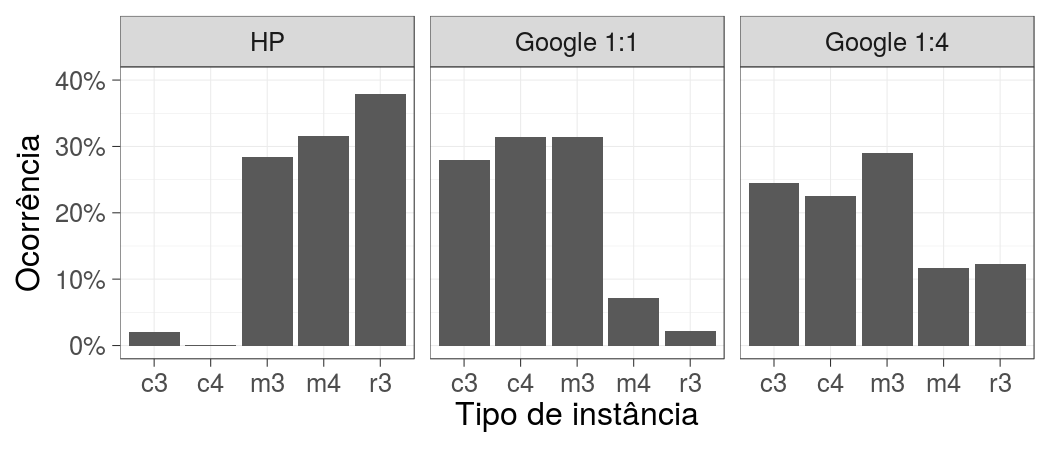 HP Google 1:1 Google 1:4
Ocorrência
40%
30%
20%
10%
0%
c3 c4 m3 m4 r3 c3 c4 m3 m4 r3 c3 c4 m3 m4 r3
Tipo de instância